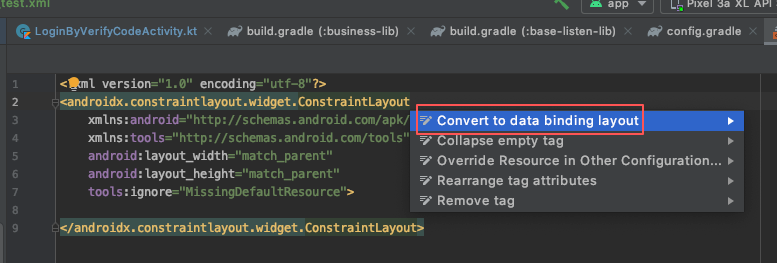 _test.xml
app
Pixel 3a XL API
LoginByVerifyCodeActivity.kt
build.gradle (:business-lib)
build.gradle (:base-listen-lib)
config.gradle
1 <?xml version="1.0" encoding="utf-8"?>
2 <androidx.constraintlayout.widget.ConstraintLayout
3 xmlns:android="http://schemas.android.com/apk/
4 xmlns:tools="http://schemas.android.com/tools"
5 android:layout_width="match_parent"
6 android:layout_height="match_parent"
7 tools:ignore="MissingDefaultResource">
8
9 </androidx.constraintlayout.widget.ConstraintLayout>
Convert to data binding layout
Collapse empty tag
Override Resource in Other Configuration...
Rearrange tag attributes
Remove tag